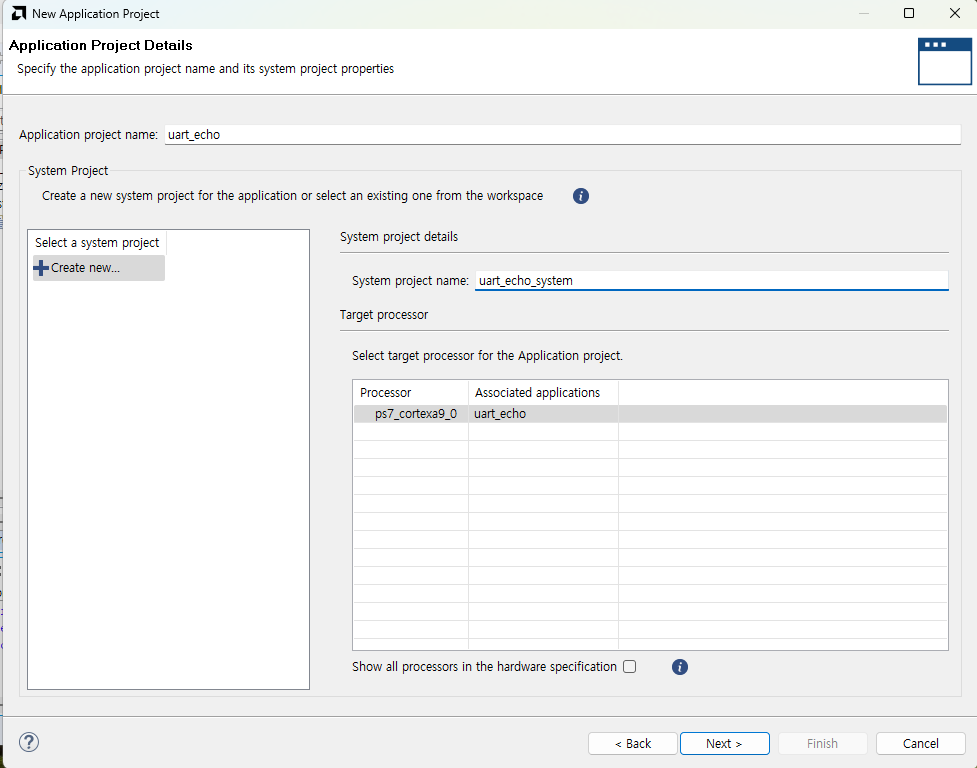 New Application Project
Application Project Details
Specify the application project name and its system project properties
Application project name: uart_echo
System Project
Create a new system project for the application or select an existing one from the workspace
Select a system project
Create new...
System project details
System project name: uart_echo_system
Target processor
Select target processor for the Application project.
Processor Associated applications
ps7_cortexa9_0 uart_echo
Show all processors in the hardware specification
< Back Next > Finish Cancel